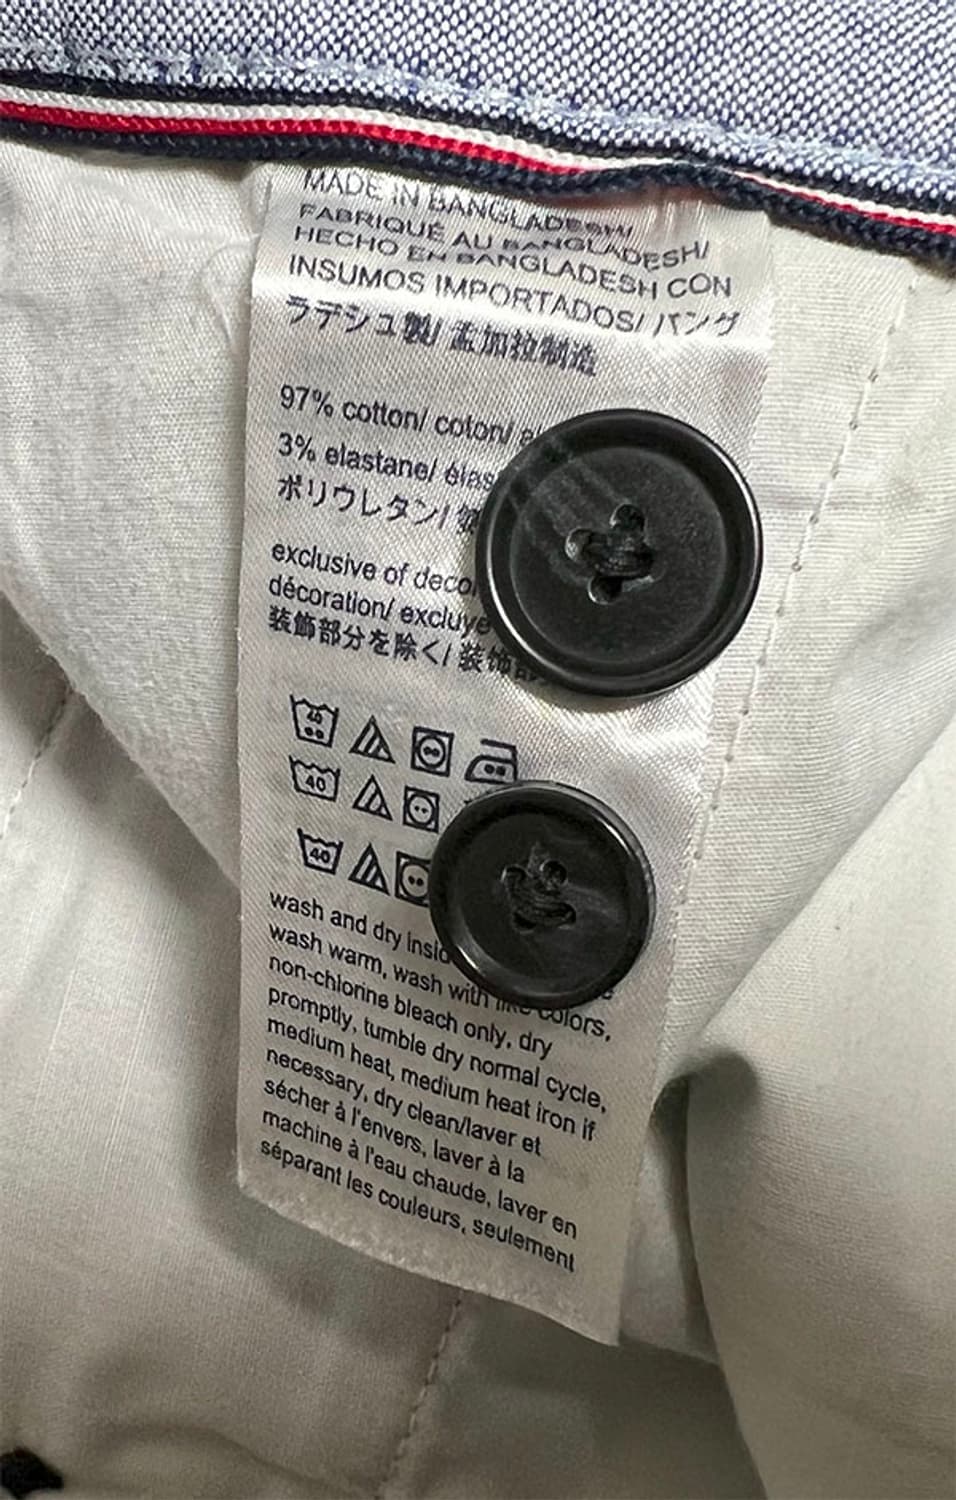 MADE IN BANGLADESH/
FABRIQUÉ AU BANGLADESH/
HECHO EN BANGLADESH CON
INSUMOS IMPORTADOS/ バング
ラデシュ製/ 孟加拉制造
97% cotton/ coton/
3% elastane/
ポリウレタン/
exclusive of
décoration/
装飾部分を除く/
40
40
40
wash and dry
wash warm, wash with like colors,
non-chlorine bleach only, dry
promptly, tumble dry normal cycle,
medium heat, medium heat iron if
necessary, dry clean/laver et
sécher à l'envers, laver à la
machine à l'eau chaude, laver en
séparant les couleurs, seulement